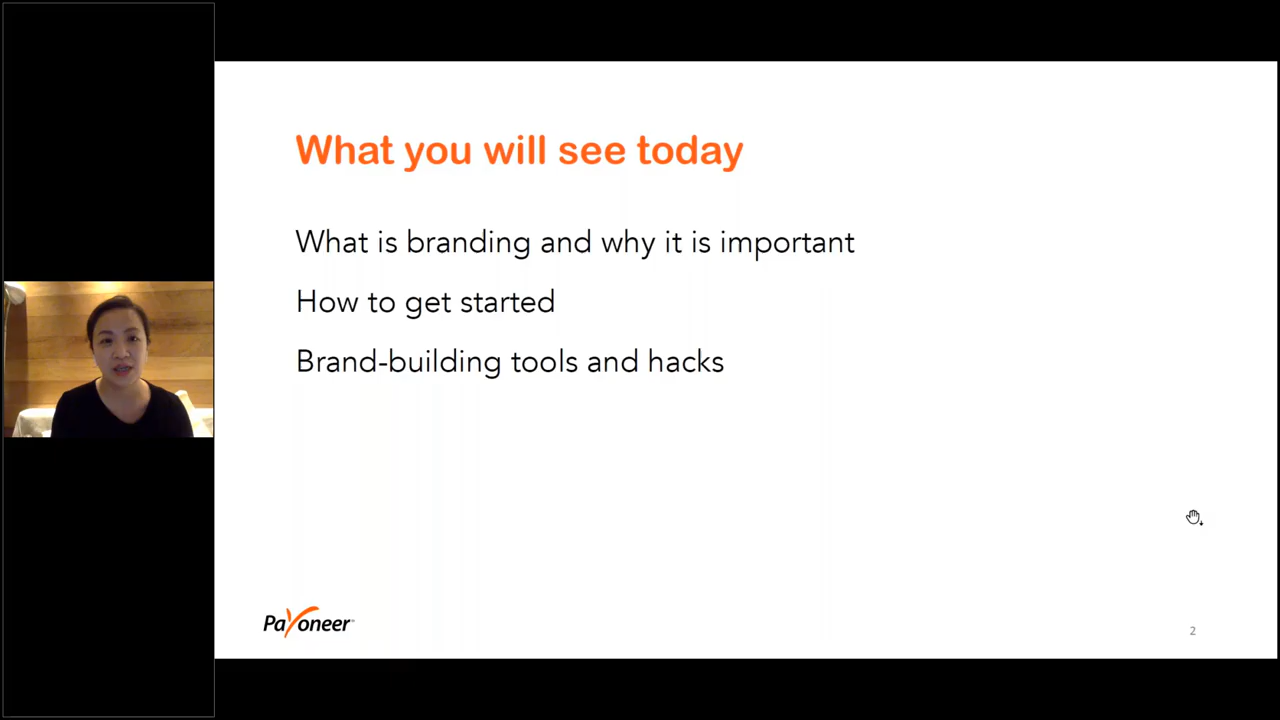 What you will see today
What is branding and why it is important
How to get started
Brand-building tools and hacks
Payoneer
2